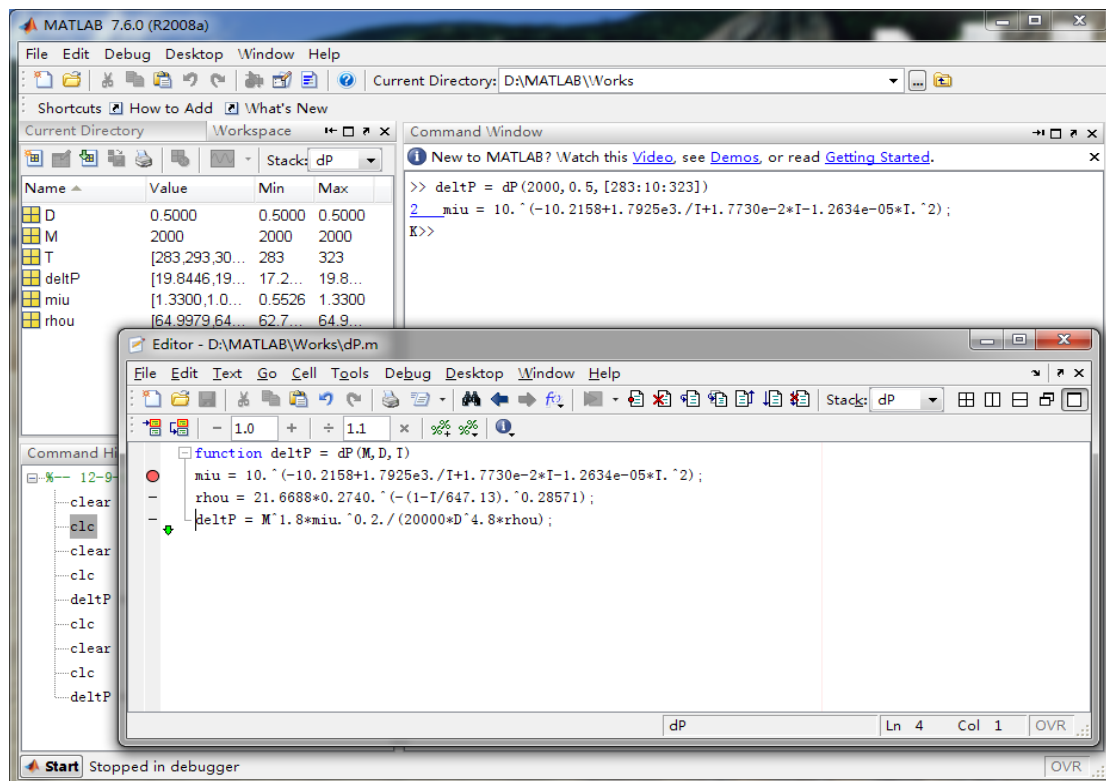 MATLAB 7.6.0 (R2008a)
File Edit Debug Desktop Window Help
Current Directory: D:\MATLAB\Works
Shortcuts How to Add What's New
Current Directory Workspace
Stack: dP
Name Value Min Max
D 0.5000 0.5000 0.5000
M 2000 2000 2000
T [283,293,30... 283 323
deltP [19.8446,19... 17.2... 19.8...
miu [1.3300,1.0... 0.5526 1.3300
rhou [64.9979,64... 62.7... 64.9...
Command Window
New to MATLAB? Watch this Video, see Demos, or read Getting Started.
>> deltP = dP(2000,0.5,[283:10:323])
2 miu = 10.^(-10.2158+1.7925e3./T+1.7730e-2*T-1.2634e-05*T.^2);
K>>
Editor - D:\MATLAB\Works\dP.m
File Edit Text Go Cell Tools Debug Desktop Window Help
Stack: dP
- 1.0 + ÷ 1.1 ×
function deltP = dP(M,D,T)
miu = 10.^(-10.2158+1.7925e3./T+1.7730e-2*T-1.2634e-05*T.^2);
rhou = 21.6688*0.2740.^(-(1-T/647.13).^0.28571);
deltP = M^1.8*miu.^0.2./(20000*D^4.8*rhou);
dP Ln 4 Col 1 OVR
Command Hi
%-- 12-9-
clear
clc
clear
clc
deltP
clc
clear
clc
deltP
Start Stopped in debugger OVR